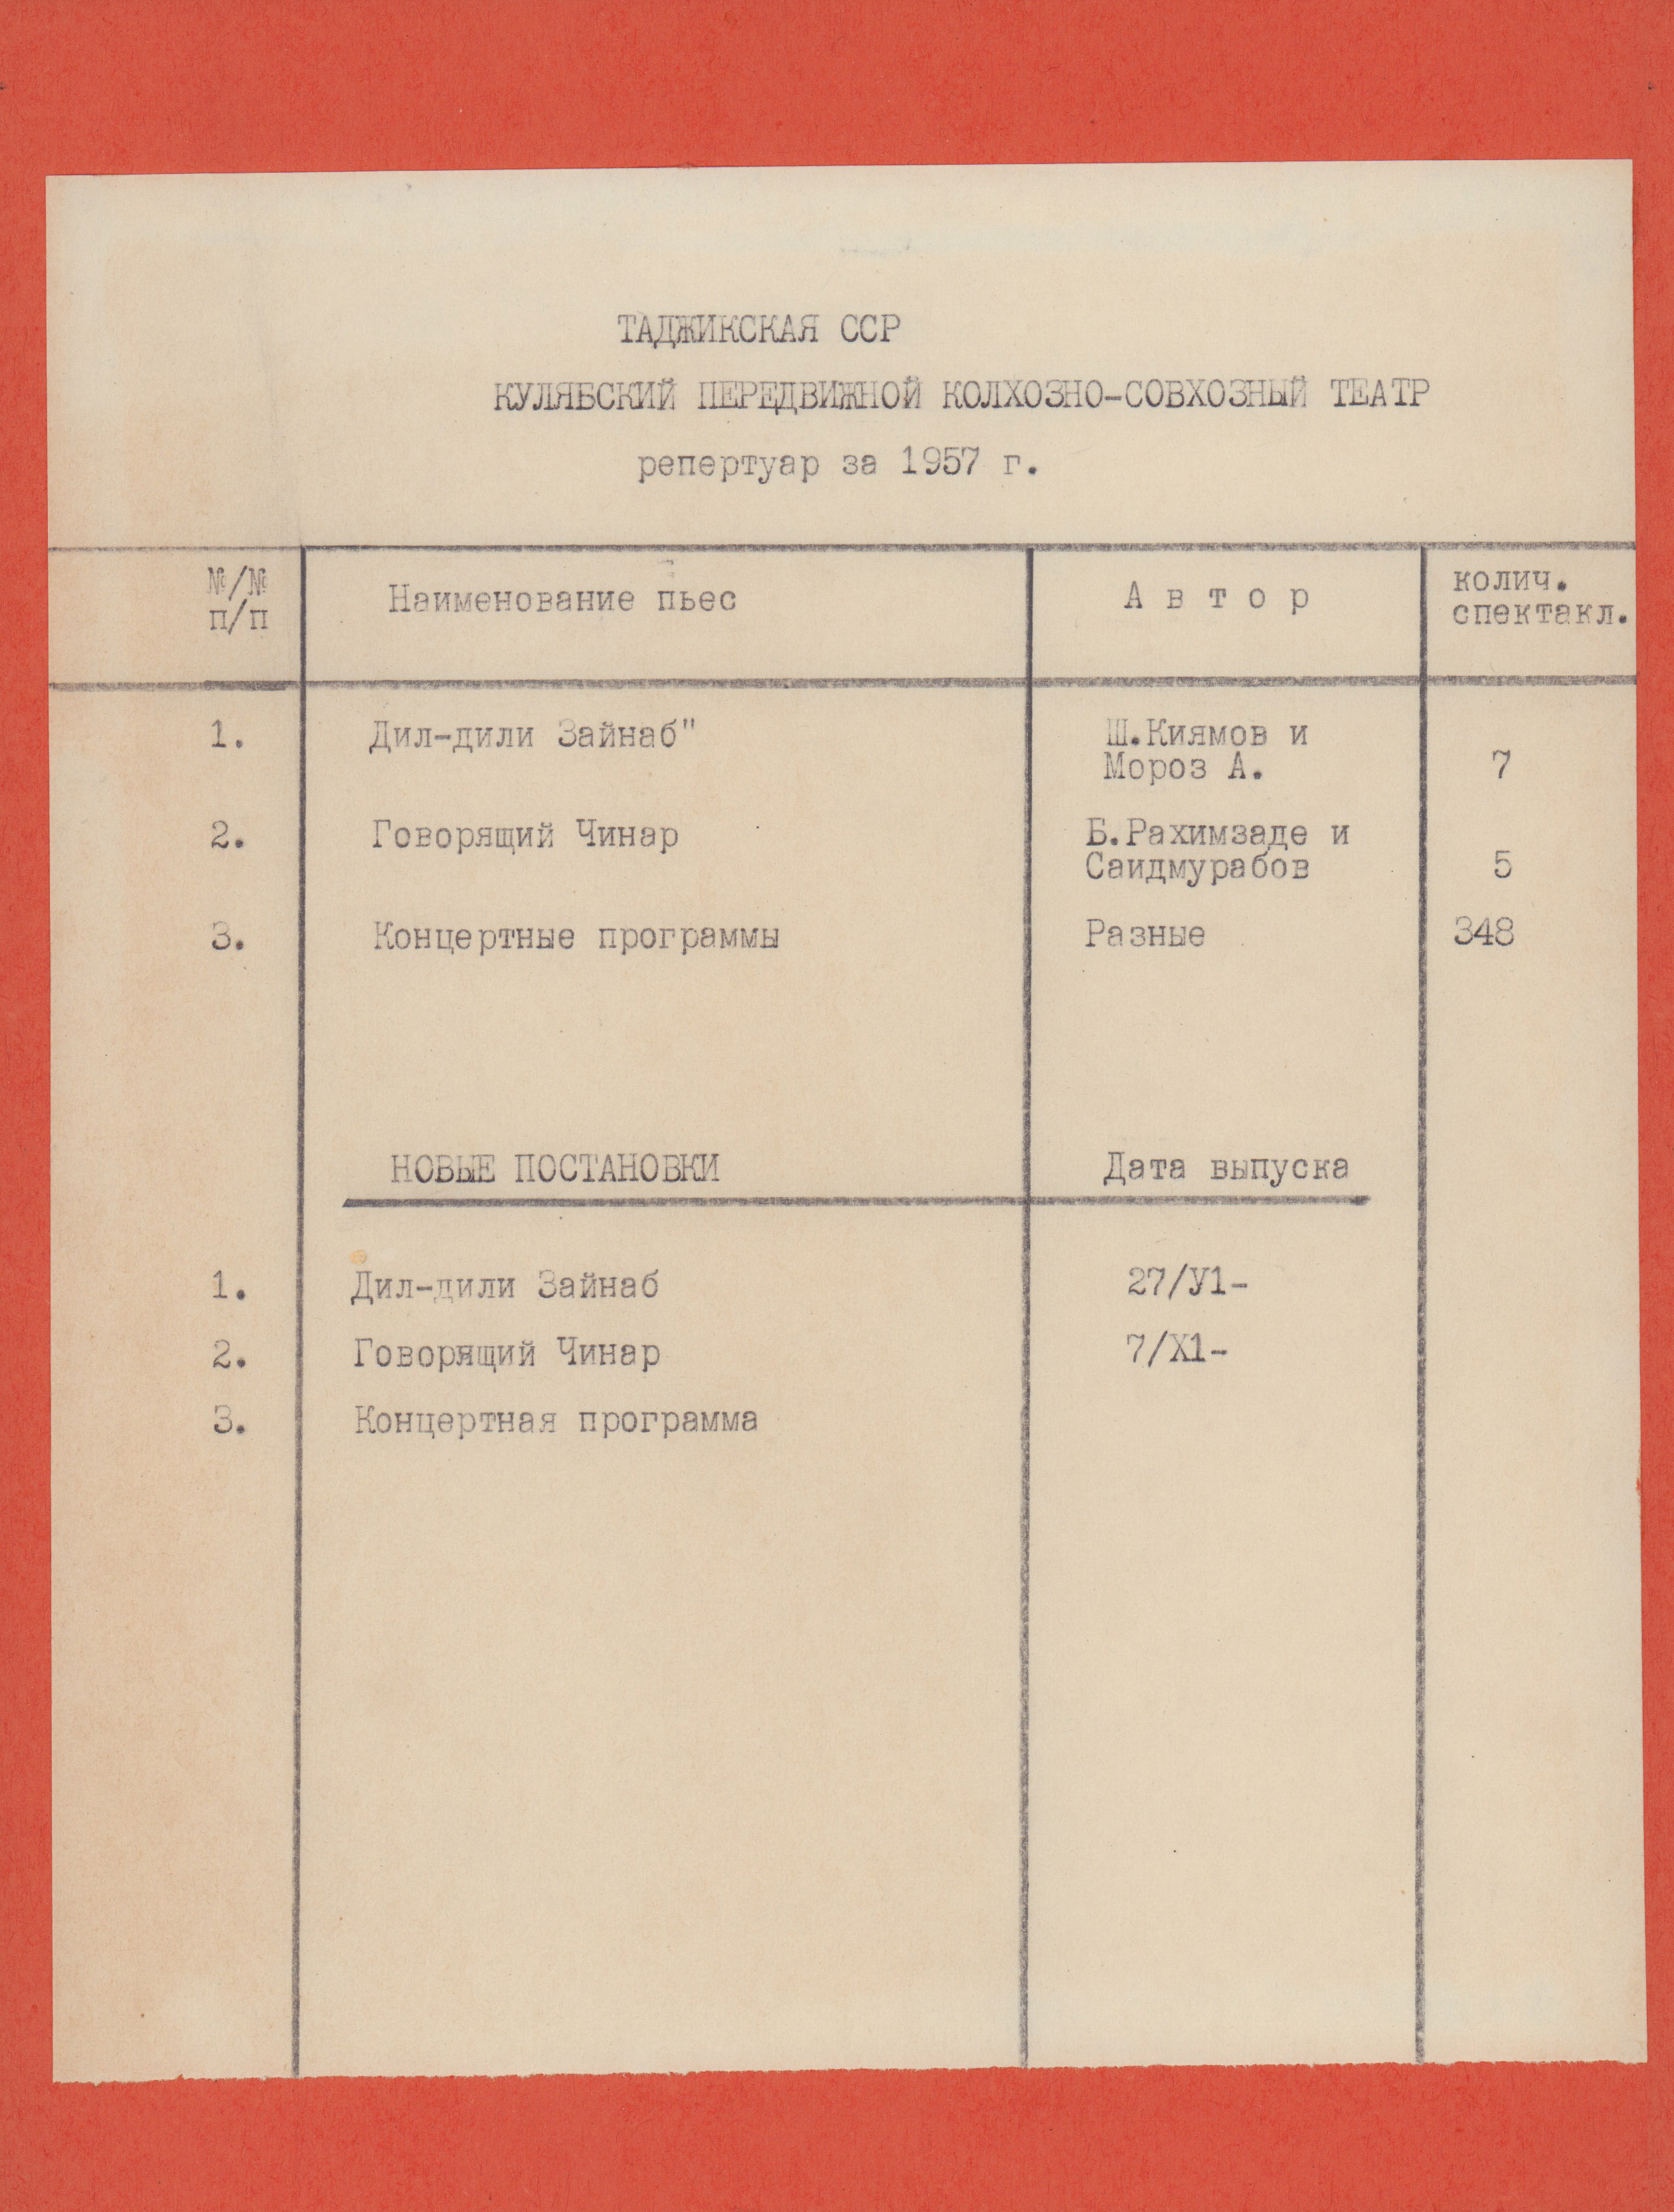 ТАДЖИКСКАЯ ССР
КУЛЯБСКИЙ ПЕРЕДВИЖНОЙ КОЛХОЗНО-СОВХОЗНЫЙ ТЕАТР
репертуар за 1957 г.
№/№ п/п
Наименование пьес
А в т о р
колич.
спектакл.
1. Дил-дили Зайнаб" Ш.Киямов и
Мороз А. 7
2. Говорящий Чинар Б.Рахимзаде и
Саидмурабов 5
3. Концертные программы Разные 348
НОВЫЕ ПОСТАНОВКИ Дата выпуска
1. Дил-дили Зайнаб 27/У1-
2. Говорящий Чинар 7/Х1-
3. Концертная программа